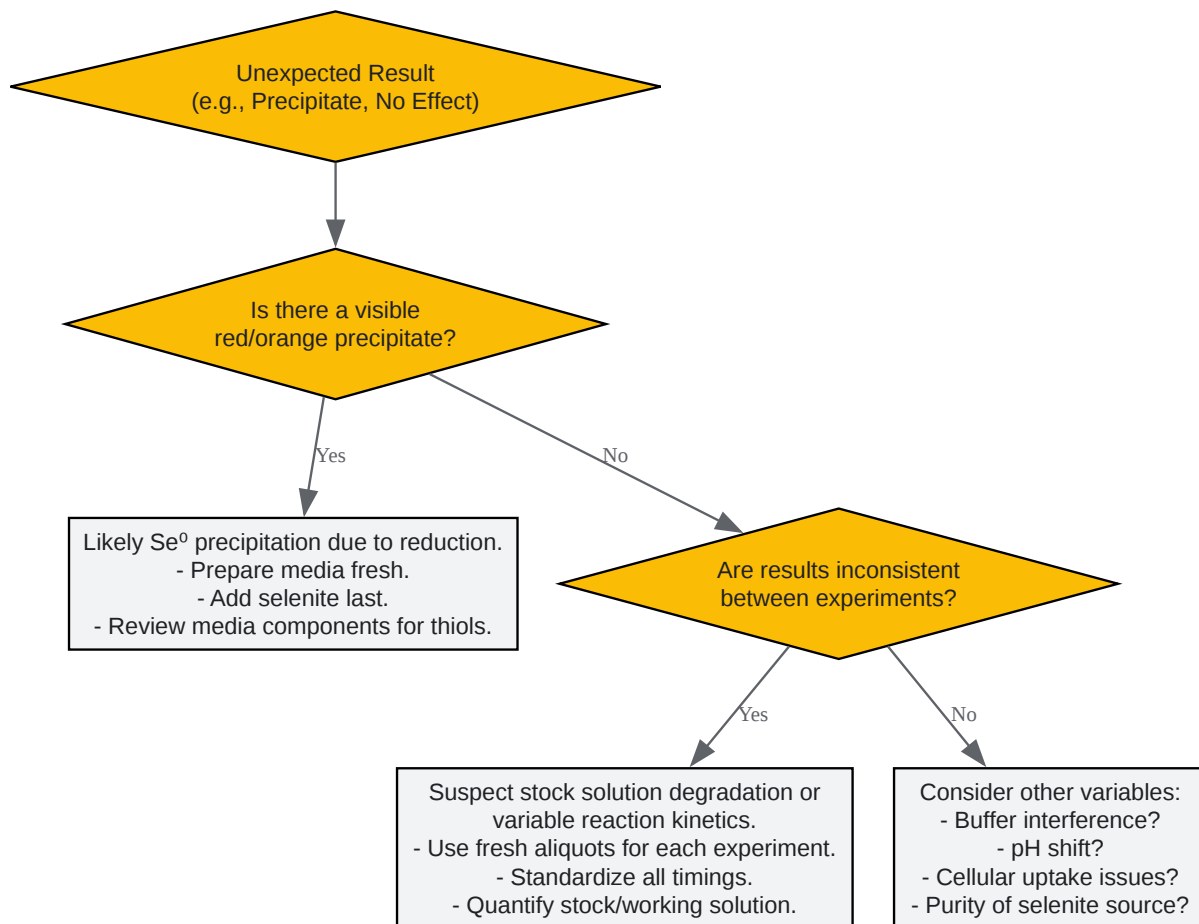 Unexpected Result
(e.g., Precipitate, No Effect)
Is there a visible
red/orange precipitate?
Yes
No
Likely Se⁰ precipitation due to reduction.
- Prepare media fresh.
- Add selenite last.
- Review media components for thiols.
Are results inconsistent
between experiments?
Yes
No
Suspect stock solution degradation or
variable reaction kinetics.
- Use fresh aliquots for each experiment.
- Standardize all timings.
- Quantify stock/working solution.
Consider other variables:
- Buffer interference?
- pH shift?
- Cellular uptake issues?
- Purity of selenite source?